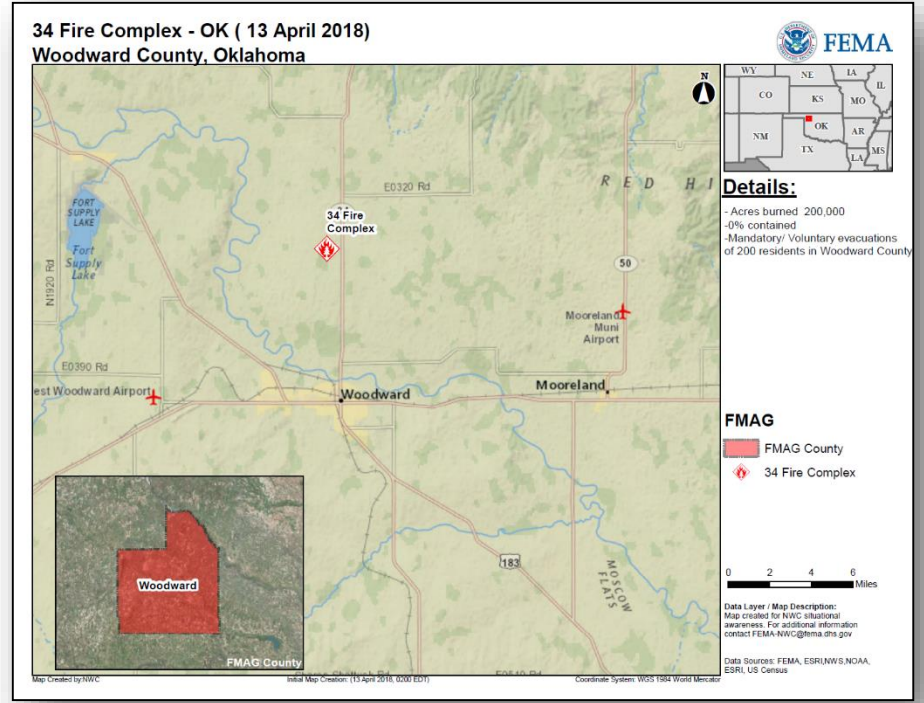 34 Fire Complex - OK ( 13 April 2018)
Woodward County, Oklahoma
FEMA
N
WY
NE
IA
IL
CO
KS
MO
NM
OK
AR
TX
LA
MS
Details:
- Acres burned 200,000
-0% contained
-Mandatory/ Voluntary evacuations
of 200 residents in Woodward County
E0320 Rd
RED HI
FORT
SUPPLY
LAKE
Fort
Supply
Lake
N1920 Rd
34 Fire
Complex
50
Mooreland
Muni
Airport
E0390 Rd
est Woodward Airport
Woodward
Mooreland
183
MOSCOW
FLATS
FMAG
FMAG County
34 Fire Complex
0 2 4 6
Miles
Woodward
FMAG County
E0510 Rd
Data Layer / Map Description:
Map created for NWC situational
awareness. For additional information
contact FEMA-NWC@fema.dhs.gov
Data Sources: FEMA, ESRI,NWS,NOAA,
ESRI, US Census
Map Created by:NWC
Initial Map Creation: (13 April 2018, 0200 EDT)
Coordinate System: WGS 1984 World Mercator